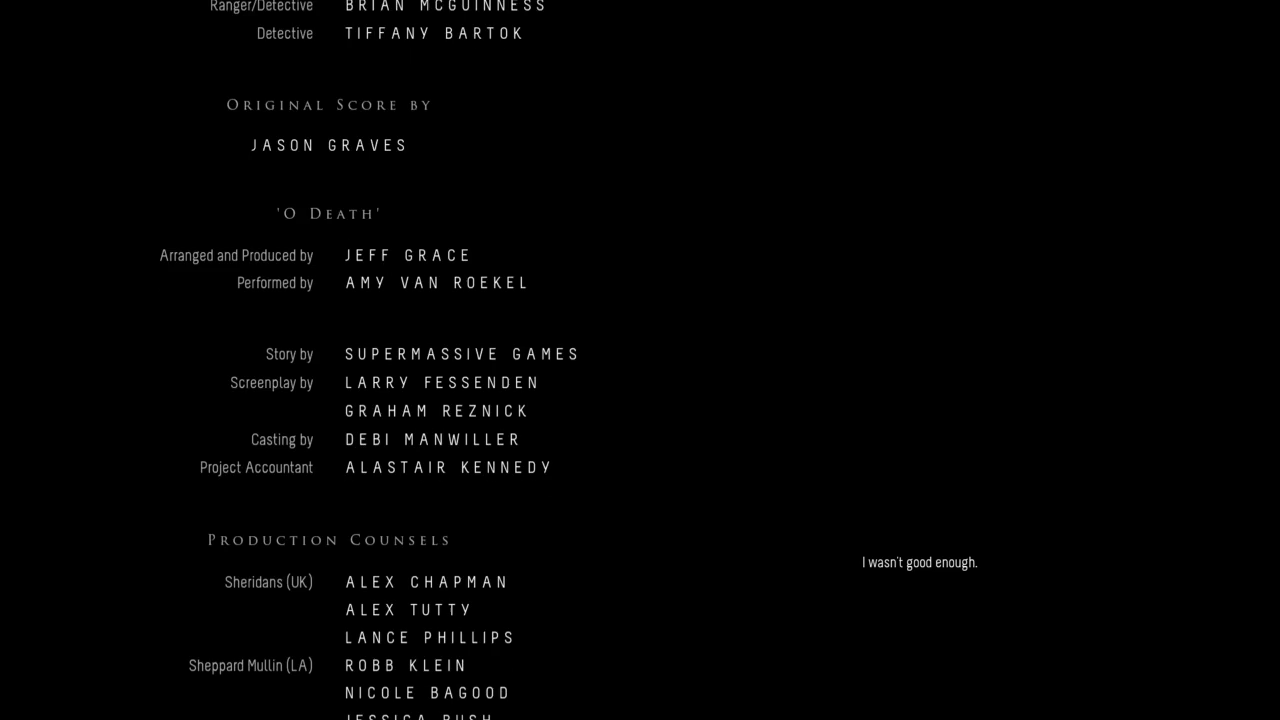 Ranger/Detective BRIAN MCGUINNESS
Detective TIFFANY BARTOK
ORIGINAL SCORE BY
JASON GRAVES
'O DEATH'
Arranged and Produced by JEFF GRACE
Performed by AMY VAN ROEKEL
Story by SUPERMASSIVE GAMES
Screenplay by LARRY FESSENDEN
GRAHAM REZNICK
Casting by DEBI MANWILLER
Project Accountant ALASTAIR KENNEDY
PRODUCTION COUNSELS
I wasn't good enough.
Sheridans (UK) ALEX CHAPMAN
ALEX TUTTY
LANCE PHILLIPS
Sheppard Mullin (LA) ROBB KLEIN
NICOLE BAGOOD
JESSICA